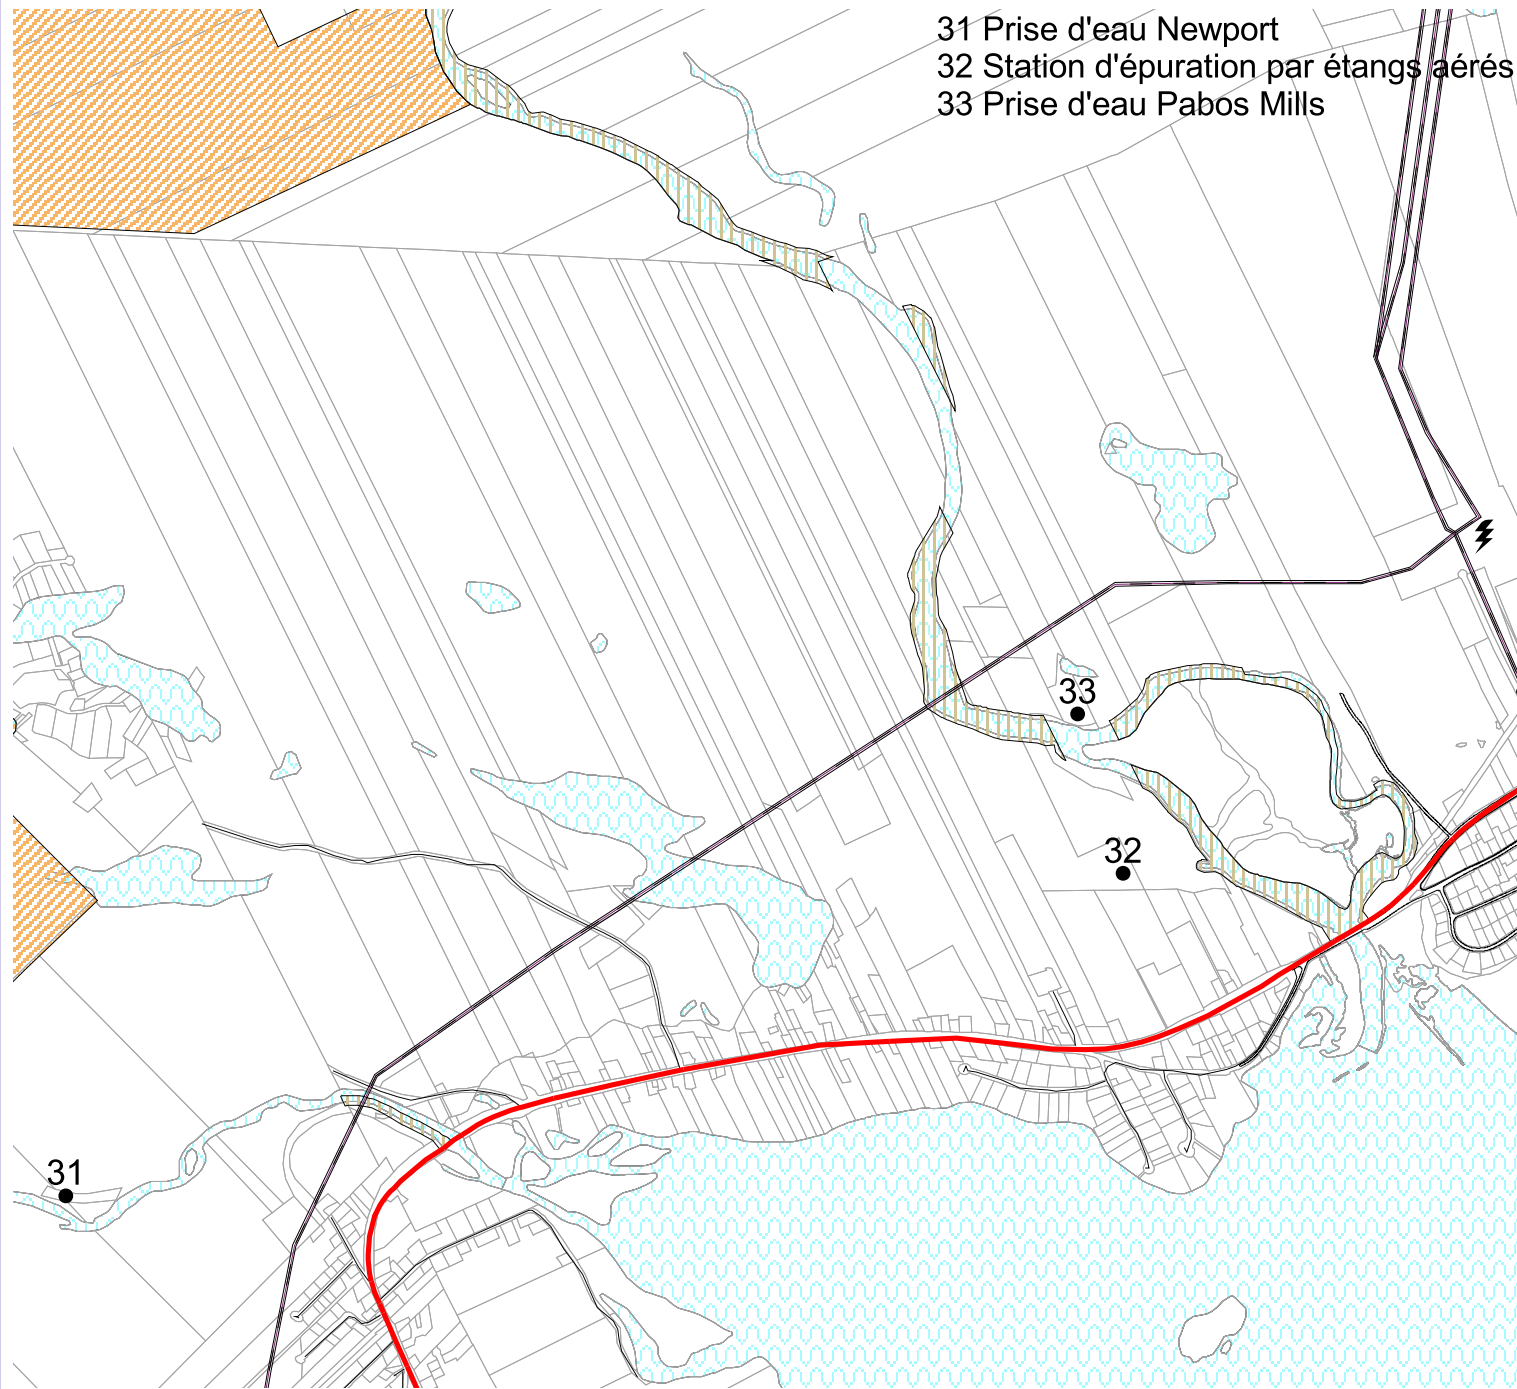 31 Prise d'eau Newport
32 Station d'épuration par étangs aérés
33 Prise d'eau Pabos Mills
33
32
31